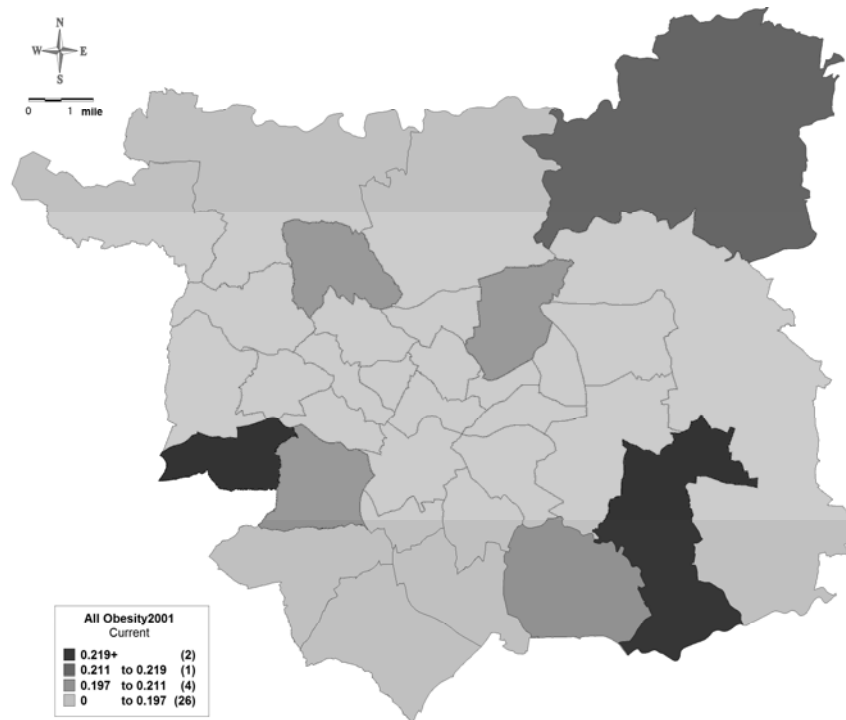 N
W E
S
0 1 mile
All Obesity2001
Current
0.219+ (2)
0.211 to 0.219 (1)
0.197 to 0.211 (4)
0 to 0.197 (26)